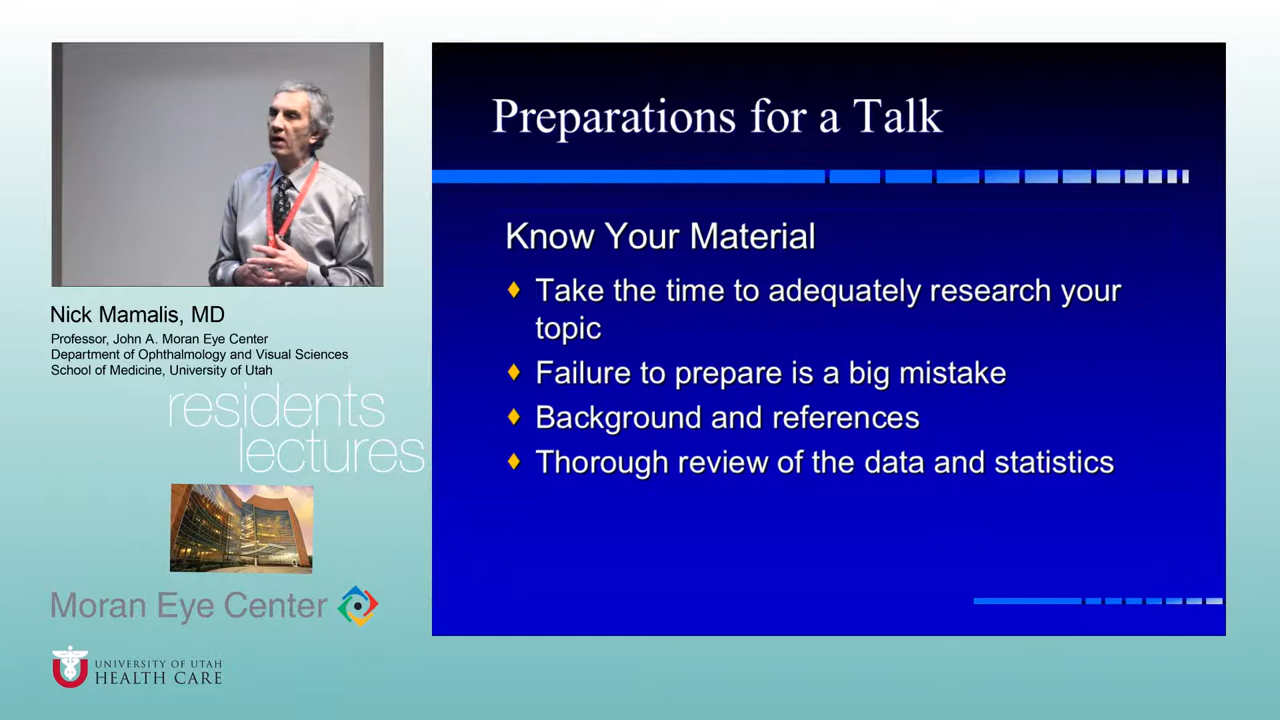 Preparations for a Talk
Know Your Material
Take the time to adequately research your
topic
Failure to prepare is a big mistake
Background and references
Thorough review of the data and statistics
Nick Mamalis, MD
Professor, John A. Moran Eye Center
Department of Ophthalmology and Visual Sciences
School of Medicine, University of Utah
residents
lectures
Moran Eye Center
UNIVERSITY OF UTAH
HEALTH CARE